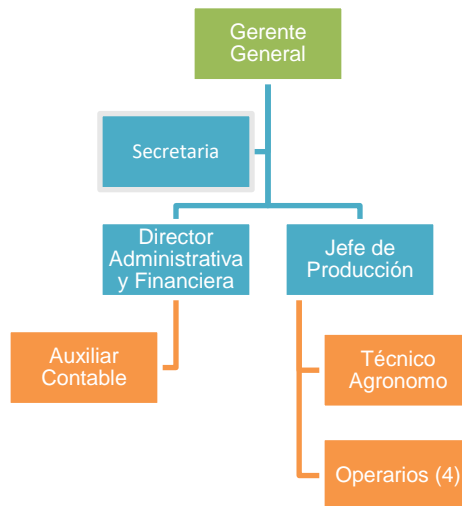 Gerente
General
Secretaria
Director
Administrativa
y Financiera
Jefe de
Producción
Auxiliar
Contable
Técnico
Agronomo
Operarios (4)